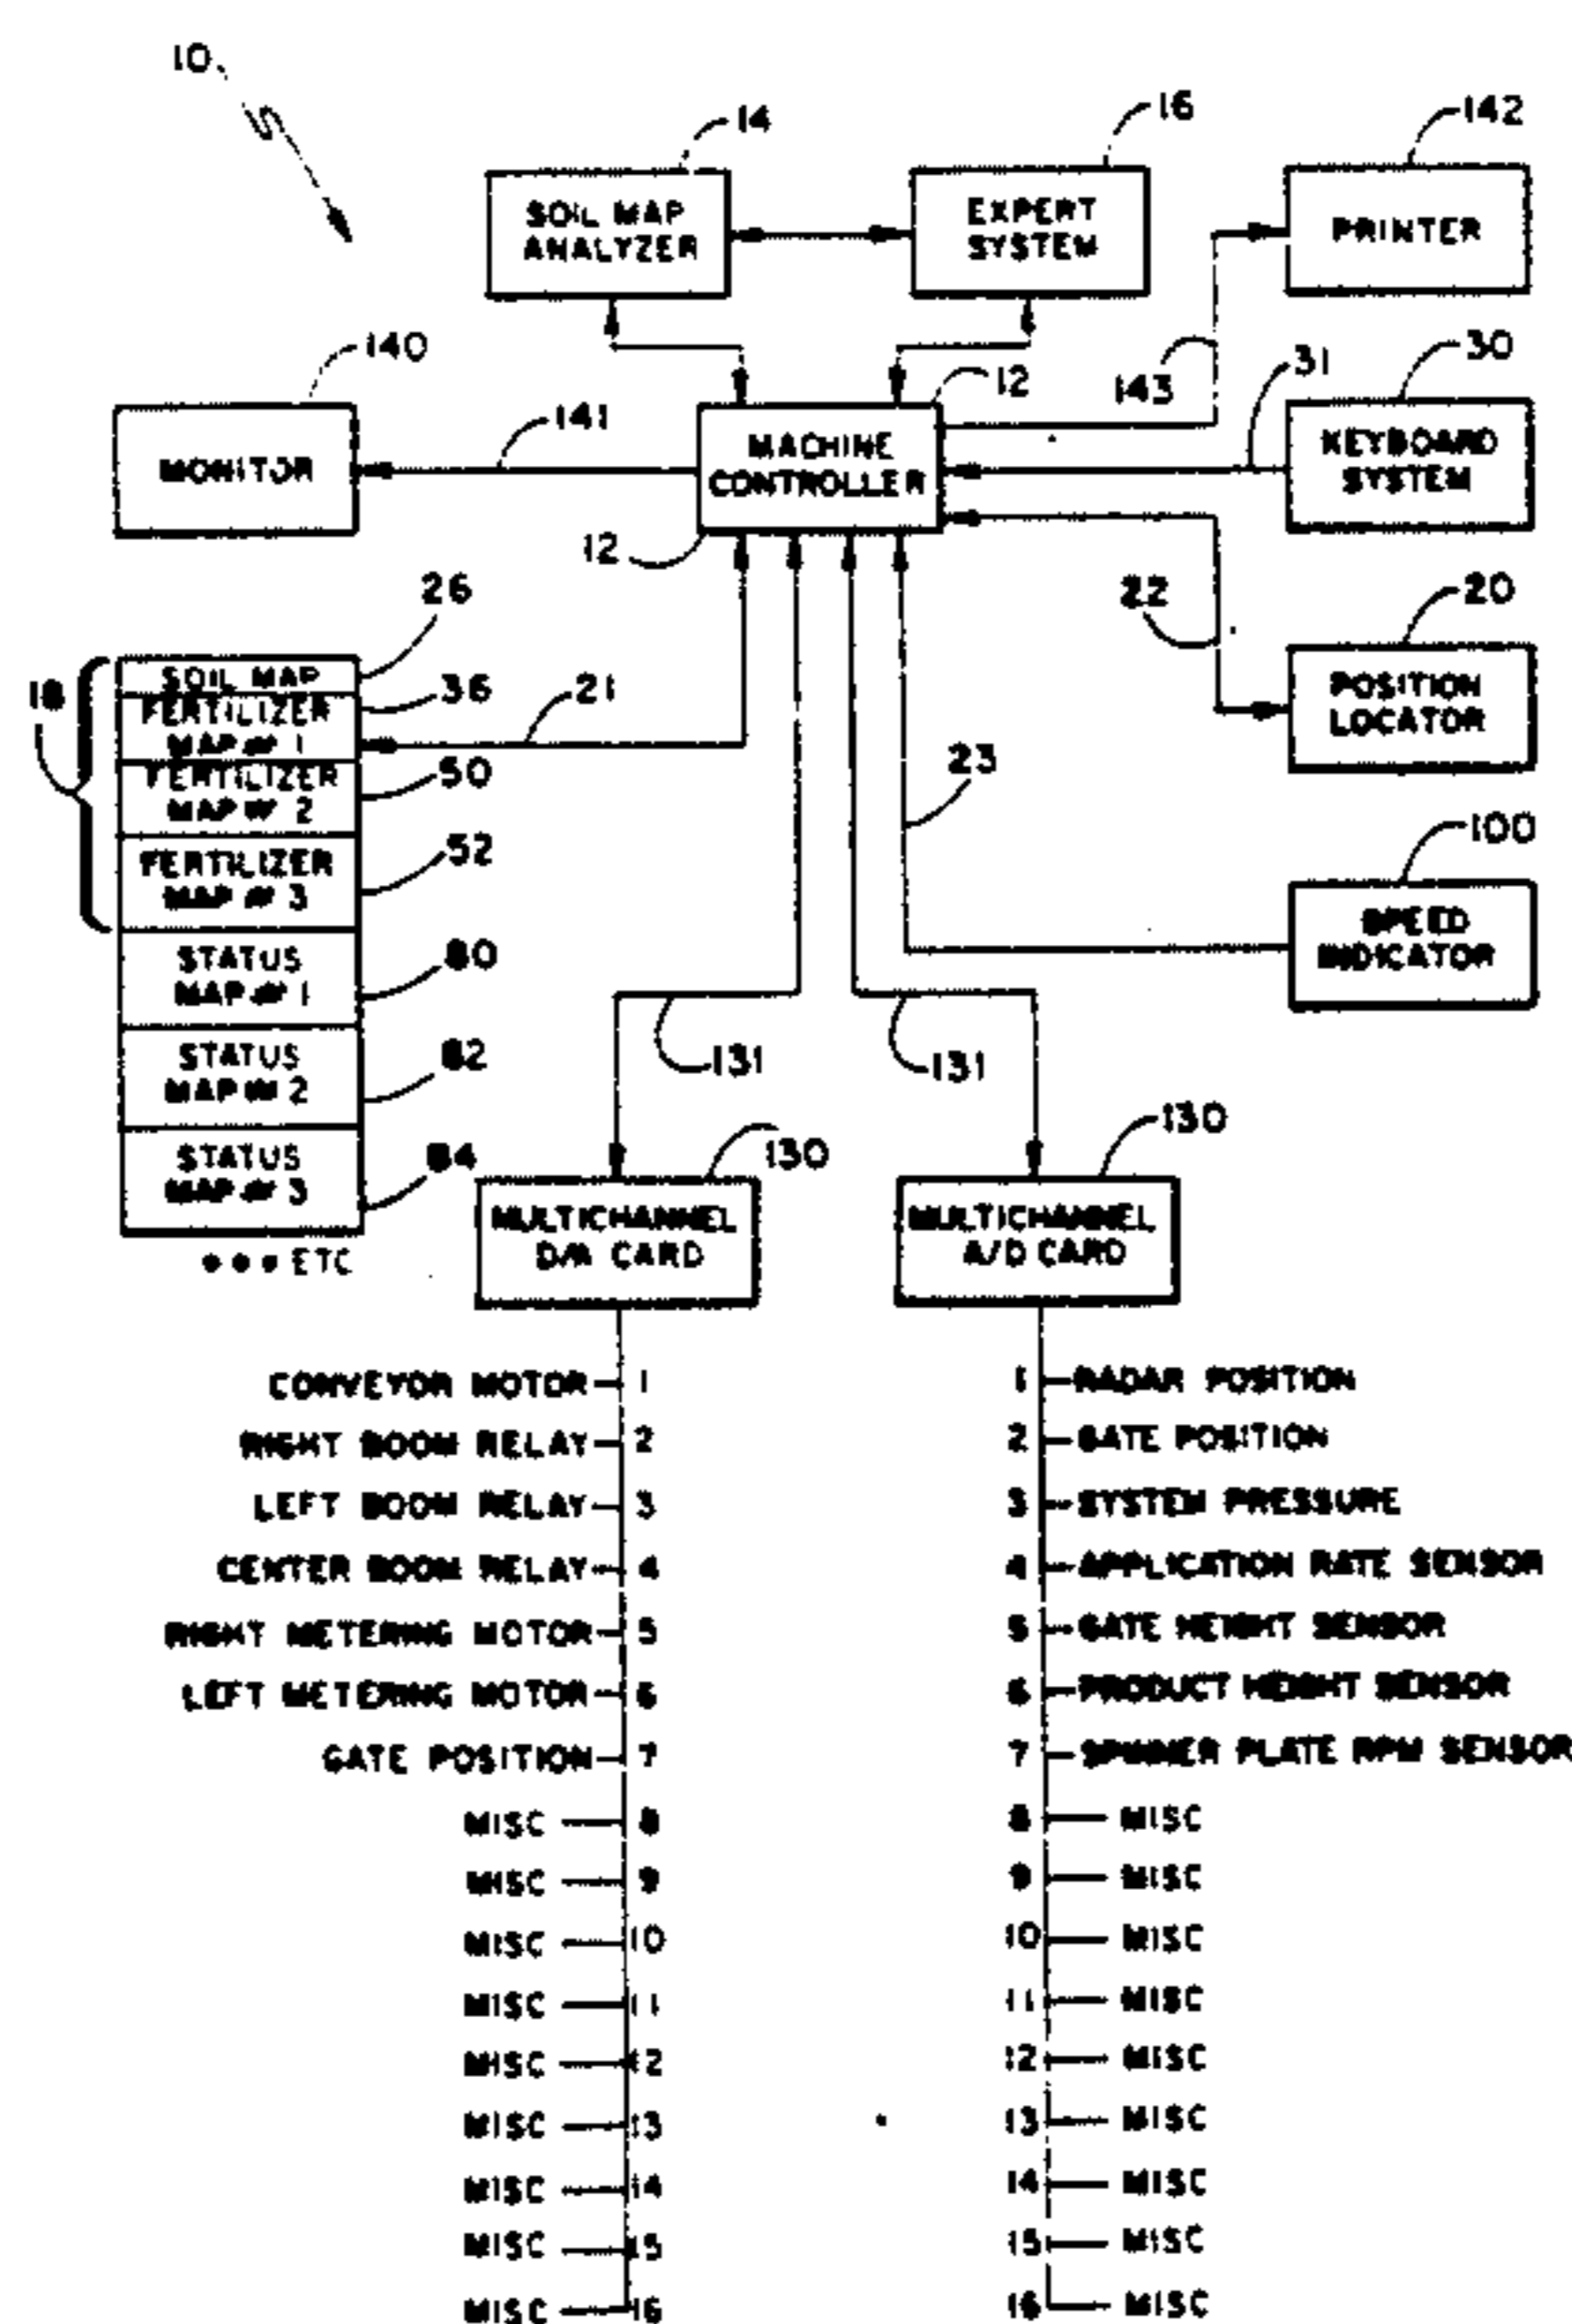 10
14
16
142
SOIL MAP
ANALYZER
EXPERT
SYSTEM
PRINTER
140
141
12
143
31
30
MONITOR
MACHINE
CONTROLLER
KEYBOARD
SYSTEM
12
26
22
20
18
SOIL MAP
36
21
FERTILIZER
MAP # 1
POSITION
LOCATOR
50
FERTILIZER
MAP # 2
23
52
FERTILIZER
MAP # 3
100
SPEED
INDICATOR
80
STATUS
MAP # 1
82
STATUS
MAP # 2
131
131
84
STATUS
MAP # 3
130
130
••• ETC
MULTICHANNEL
D/A CARD
MULTICHANNEL
A/D CARD
CONVEYOR MOTOR 1
RIGHT BOOM RELAY 2
LEFT BOOM RELAY 3
CENTER BOOM RELAY 4
RIGHT METERING MOTOR 5
LEFT METERING MOTOR 6
GATE POSITION 7
MISC 8
MISC 9
MISC 10
MISC 11
MISC 12
MISC 13
MISC 14
MISC 15
MISC 16
1 RADAR POSITION
2 GATE POSITION
3 SYSTEM PRESSURE
4 APPLICATION RATE SENSOR
5 GATE HEIGHT SENSOR
6 PRODUCT HEIGHT SENSOR
7 SPINNER PLATE RPM SENSOR
8 MISC
9 MISC
10 MISC
11 MISC
12 MISC
13 MISC
14 MISC
15 MISC
16 MISC